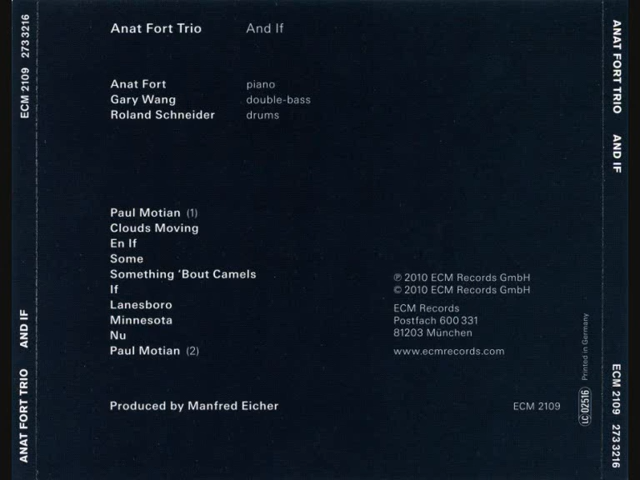 Anat Fort Trio And If
Anat Fort piano
Gary Wang double-bass
Roland Schneider drums
Paul Motian (1)
Clouds Moving
En If
Some
Something ’Bout Camels
If
Lanesboro
Minnesota
Nu
Paul Motian (2)
℗ 2010 ECM Records GmbH
© 2010 ECM Records GmbH
ECM Records
Postfach 600 331
81203 München
www.ecmrecords.com
Produced by Manfred Eicher
ECM 2109
LC 02516
Printed in Germany
ANAT FORT TRIO AND IF ECM 2109 273 3216
ANAT FORT TRIO AND IF ECM 2109 273 3216